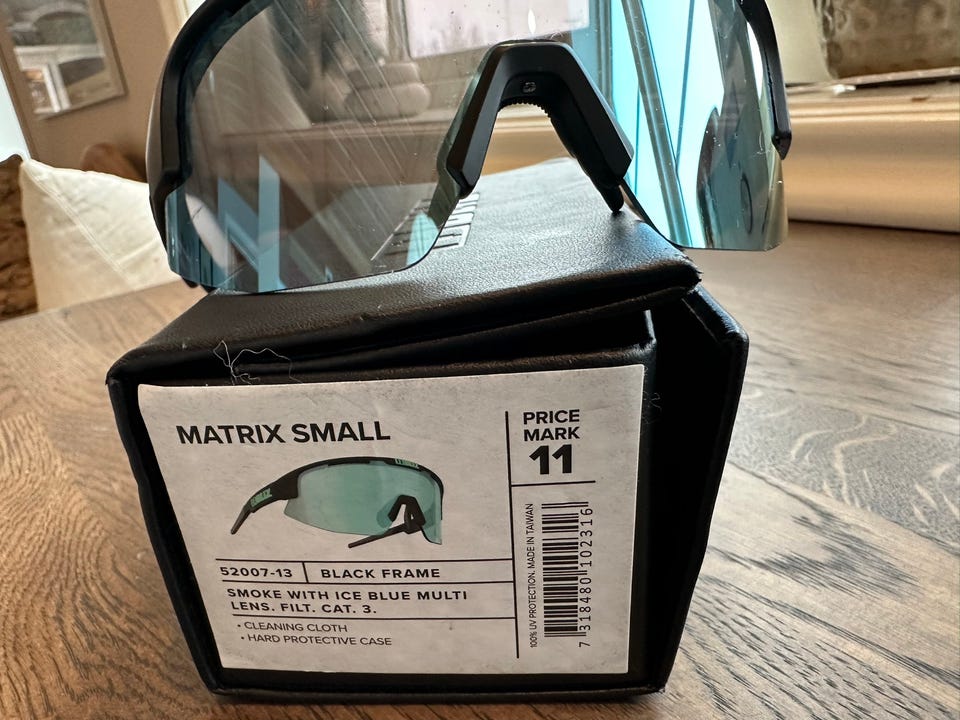 MATRIX SMALL
PRICE
MARK
11
52007-13 BLACK FRAME
SMOKE WITH ICE BLUE MULTI
LENS. FILT. CAT. 3.
• CLEANING CLOTH
• HARD PROTECTIVE CASE
100% UV PROTECTION. MADE IN TAIWAN
7 318480 102316